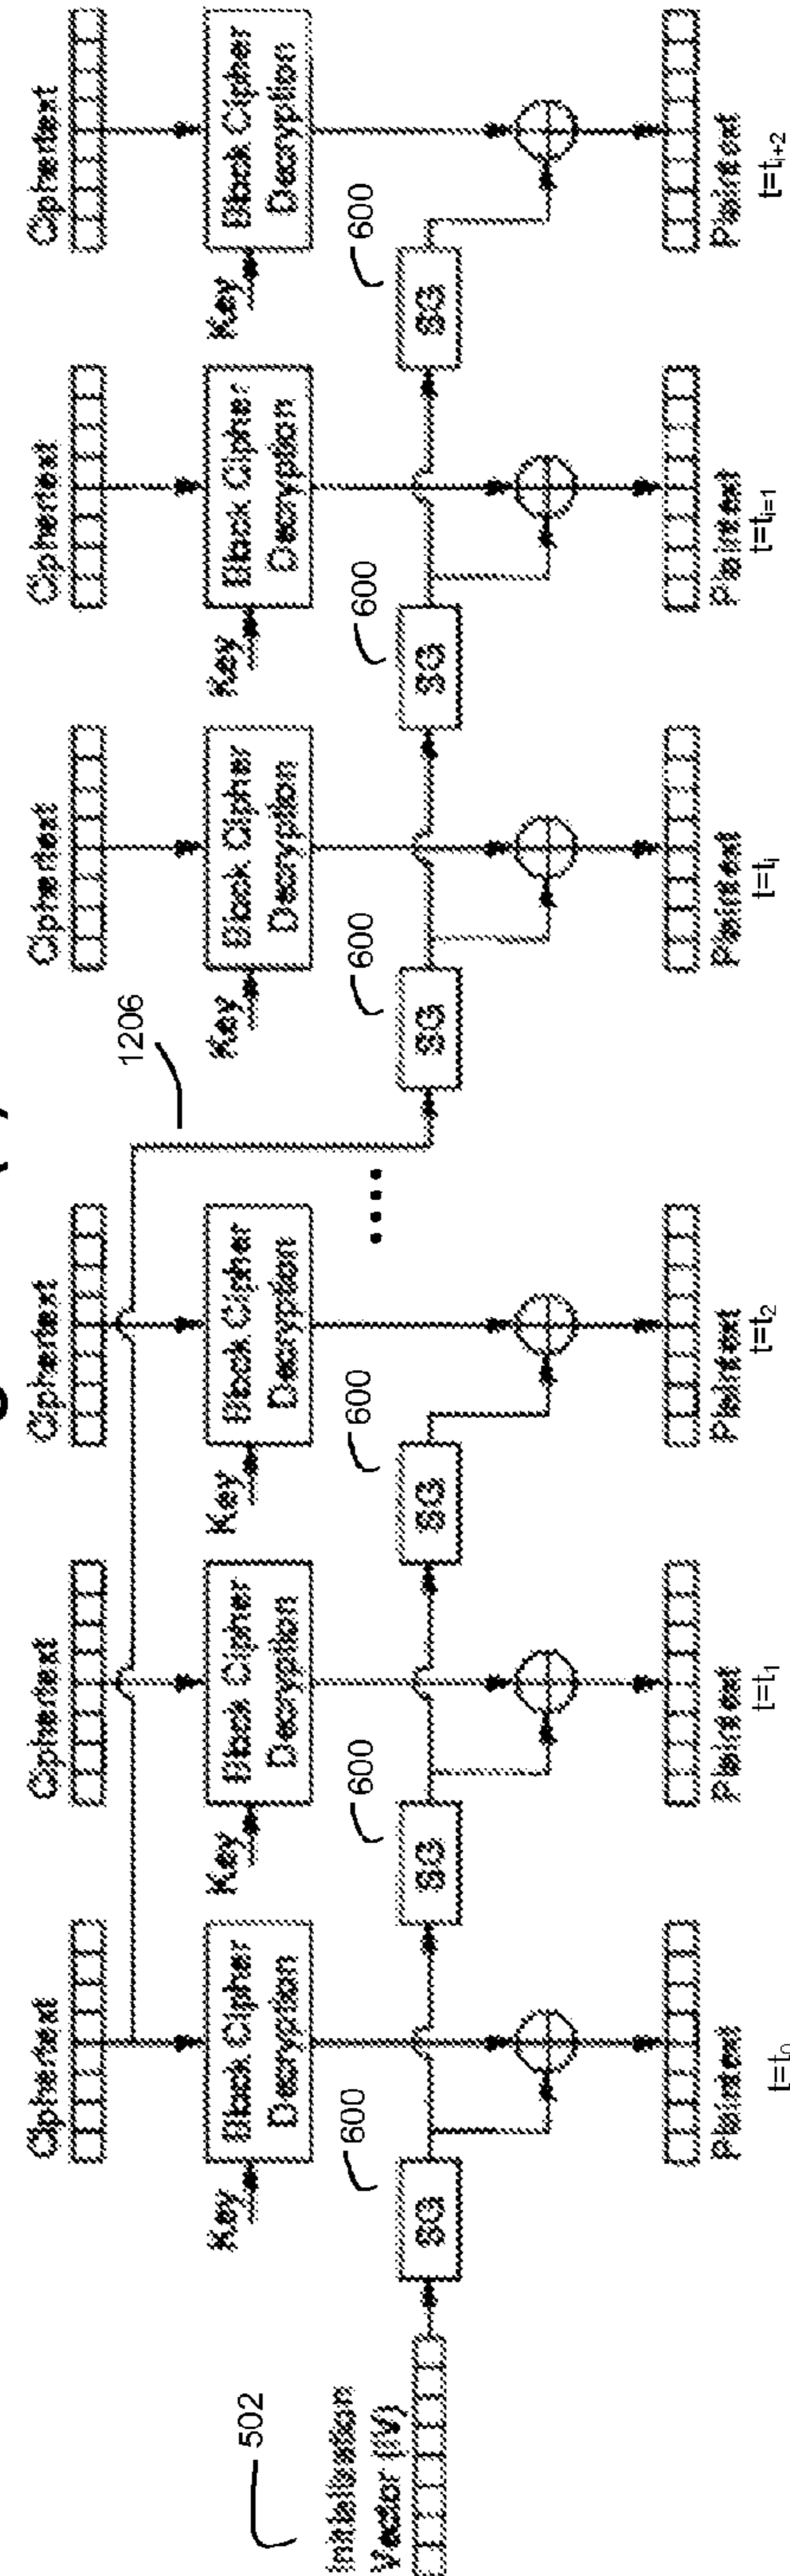 Ciphertext Ciphertext Ciphertext Ciphertext Ciphertext Ciphertext
1206
Key Key Key Key Key Key
Block Cipher Decryption
Block Cipher Decryption
Block Cipher Decryption
Block Cipher Decryption
Block Cipher Decryption
Block Cipher Decryption
502
Initialization
Vector (IV)
600 600 600 600 600 600
SG SG SG SG SG SG
Plaintext Plaintext Plaintext Plaintext Plaintext Plaintext
t=t₀ t=t₁ t=t₂ t=tᵢ t=tᵢ₌₁ t=tᵢ₊₂